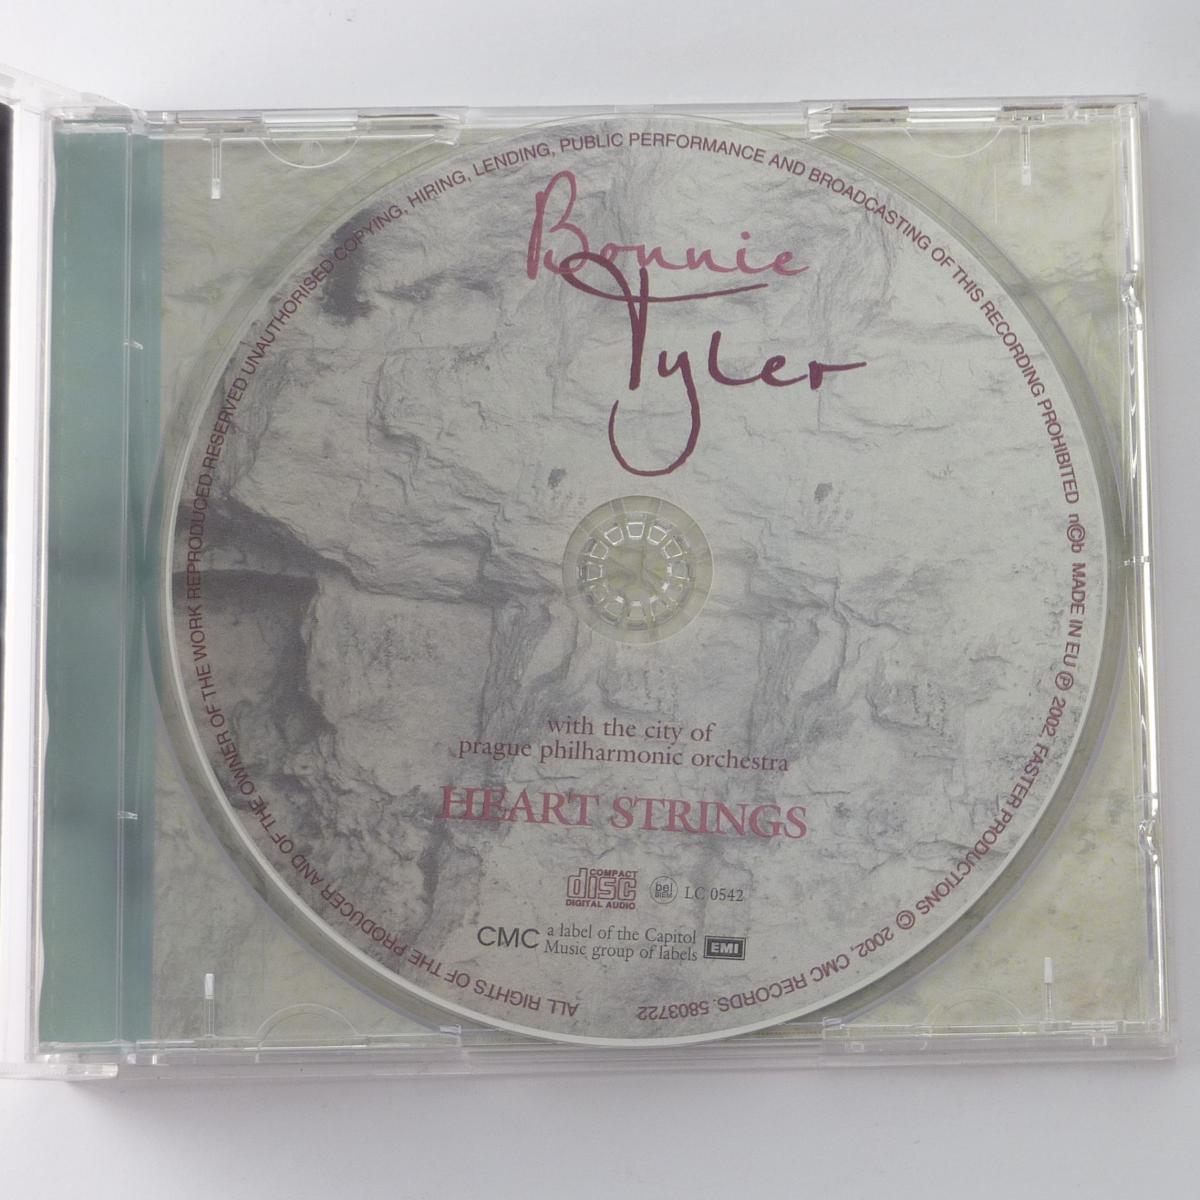 Bonnie
Tyler
with the city of
prague philharmonic orchestra
HEART STRINGS
COMPACT
disc
DIGITAL AUDIO
bel
BIEM
LC 0542
CMC a label of the Capitol
Music group of labels
EMI
ALL RIGHTS OF THE PRODUCER AND OF THE OWNER OF THE WORK REPRODUCED RESERVED UNAUTHORISED COPYING, HIRING, LENDING, PUBLIC PERFORMANCE AND BROADCASTING OF THIS RECORDING PROHIBITED n©b MADE IN EU ℗ 2002 FASTER PRODUCTIONS © 2002, CMC RECORDS. 5803722